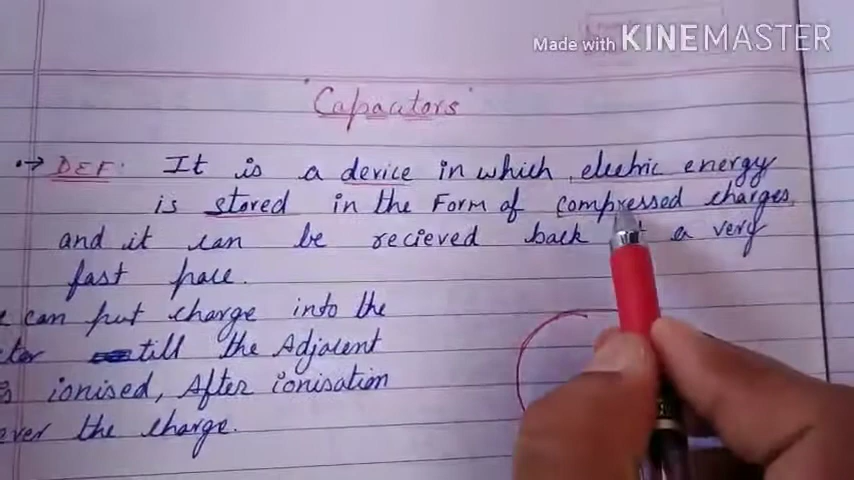 Made with KINEMASTER
Capacitors
DEF: It is a device in which electric energy
is stored in the Form of compressed charges,
and it can be recieved back a very
fast pace.
can put charge into the
till the Adjacent
ionised, After ionisation
the charge.